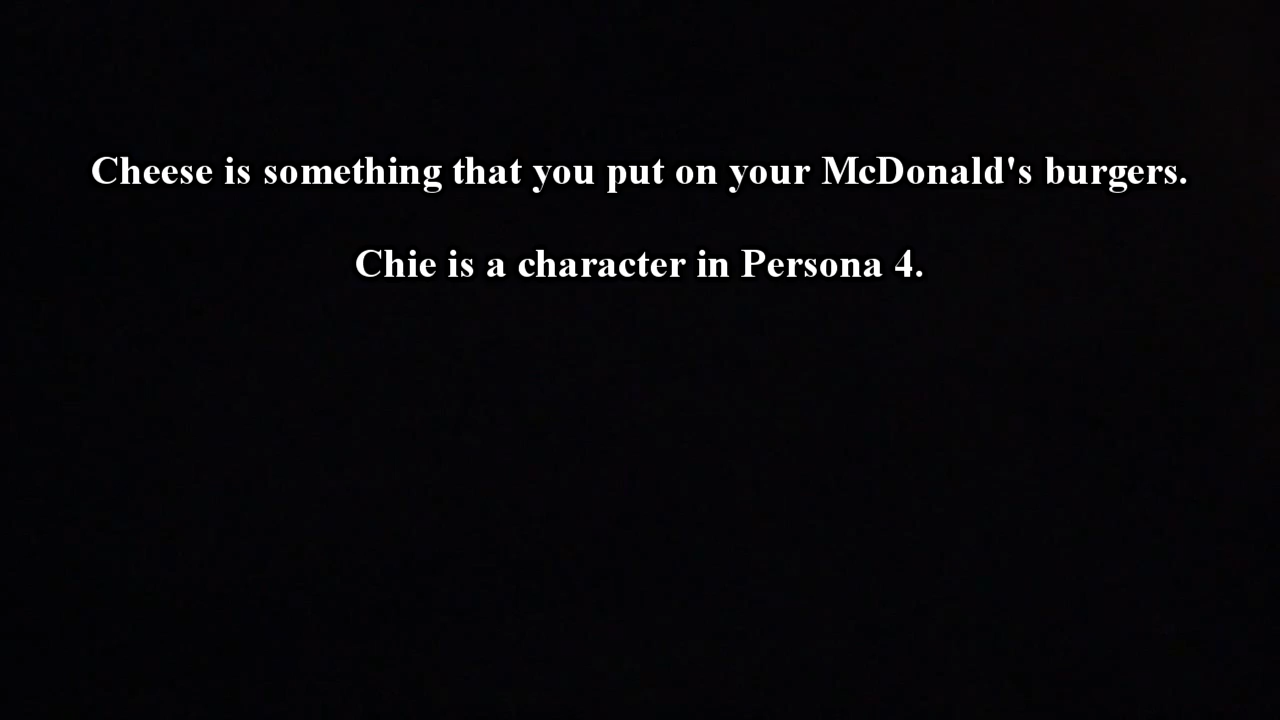 Cheese is something that you put on your McDonald's burgers.
Chie is a character in Persona 4.